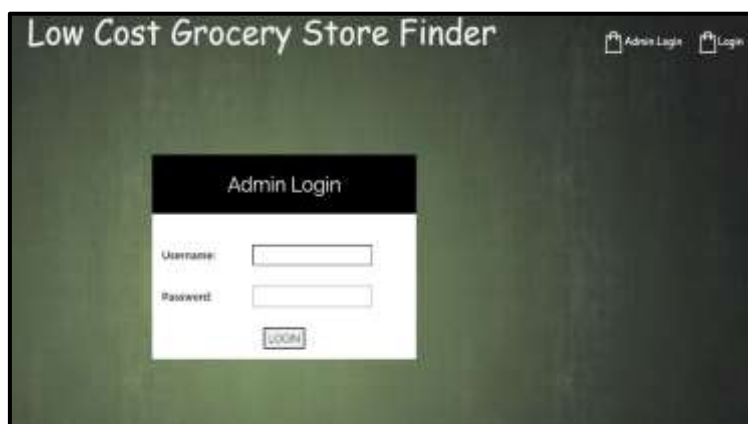 Low Cost Grocery Store Finder
Admin Login Login
Admin Login
Username:
Password:
LOGIN